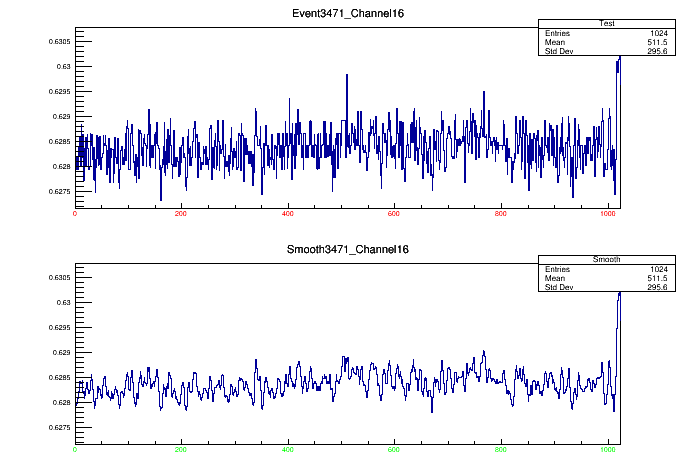 Event3471_Channel16
Test
Entries 1024
Mean 511.5
Std Dev 295.6
0.6305
0.63
0.6295
0.629
0.6285
0.628
0.6275
0 200 400 600 800 1000
Smooth3471_Channel16
Smooth
Entries 1024
Mean 511.5
Std Dev 295.6
0.6305
0.63
0.6295
0.629
0.6285
0.628
0.6275
0 200 400 600 800 1000